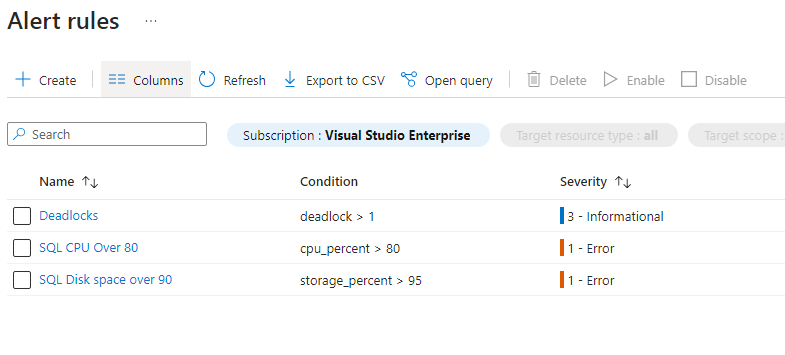 Alert rules ...
Create Columns Refresh Export to CSV Open query Delete Enable Disable
Search Subscription : Visual Studio Enterprise Target resource type : all Target scope :
Name Condition Severity
Deadlocks deadlock > 1 3 - Informational
SQL CPU Over 80 cpu_percent > 80 1 - Error
SQL Disk space over 90 storage_percent > 95 1 - Error